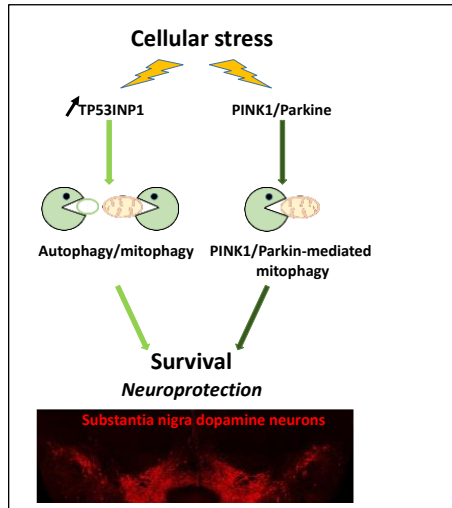 Cellular stress
TP53INP1
PINK1/Parkine
Autophagy/mitophagy
PINK1/Parkin-mediated
mitophagy
Survival
Neuroprotection
Substantia nigra dopamine neurons